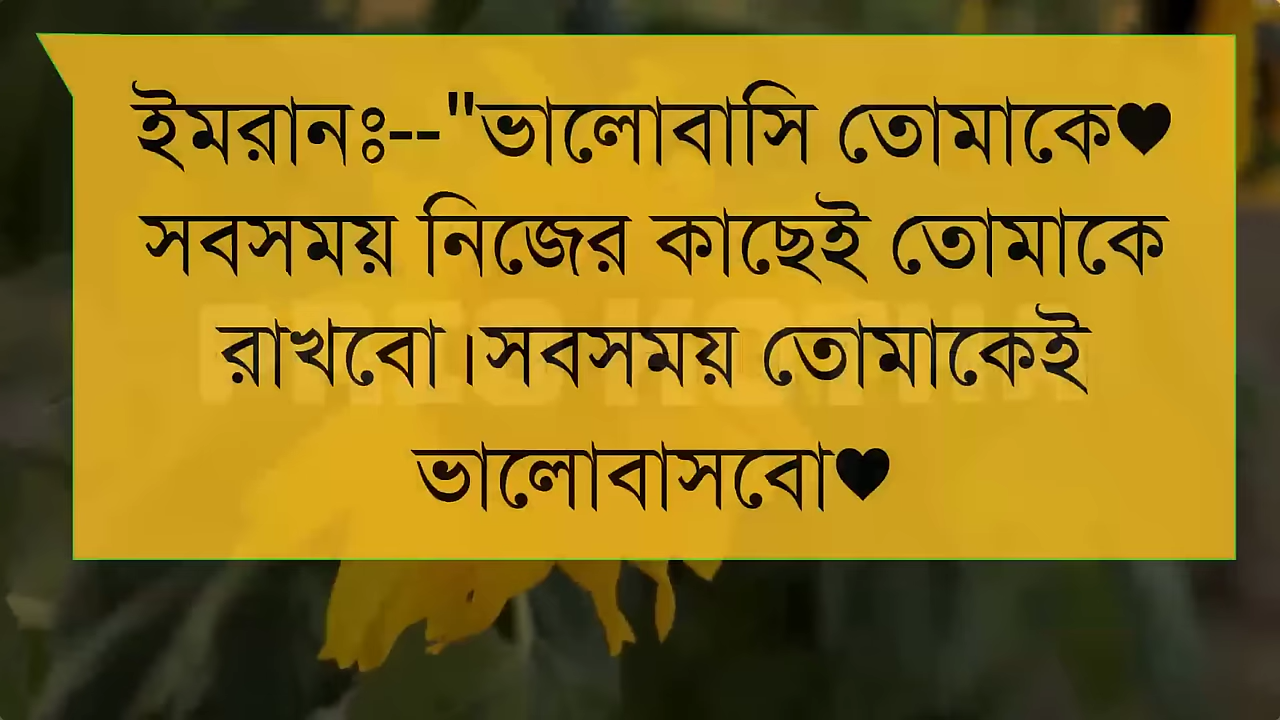 ইমরানঃ--"ভালোবাসি তোমাকে♥
সবসময় নিজের কাছেই তোমাকে
রাখবো।সবসময় তোমাকেই
ভালোবাসবো♥